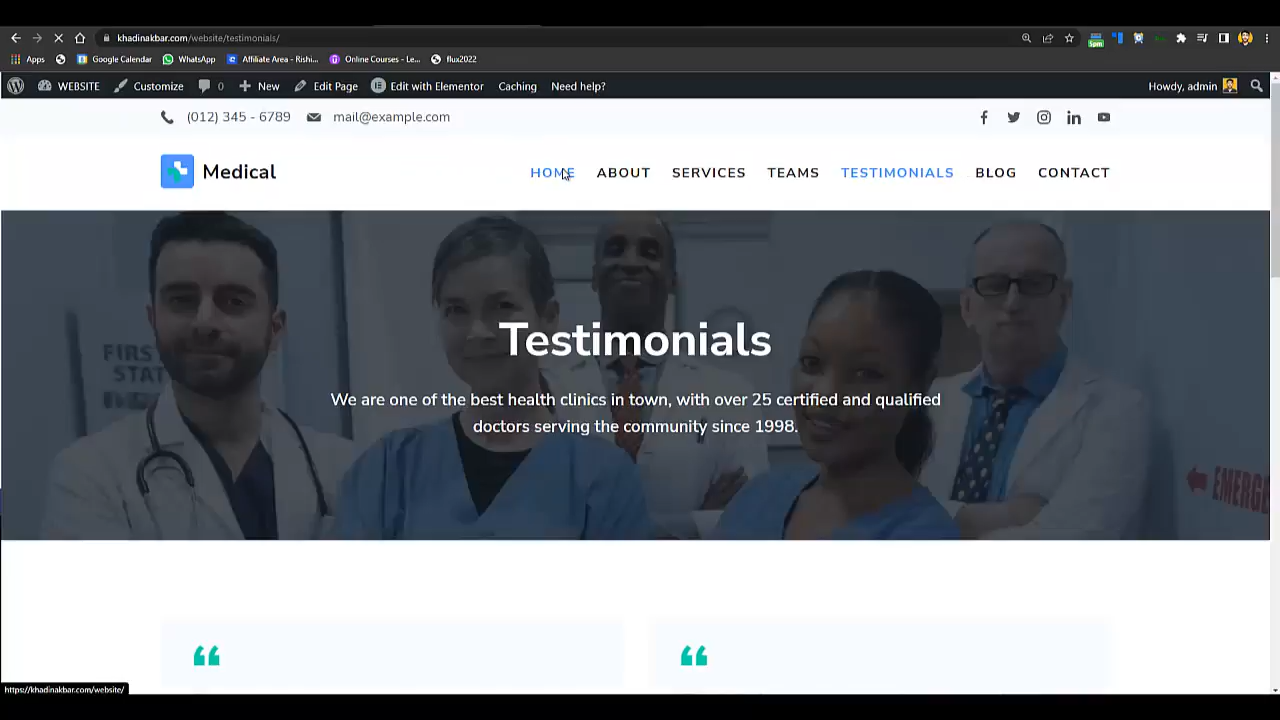 khadinakbar.com/website/testimonials/
Apps
Google Calendar
WhatsApp
Affiliate Area - Rishi...
Online Courses - Le...
flux2022
WEBSITE
Customize
0
New
Edit Page
Edit with Elementor
Caching
Need help?
Howdy, admin
(012) 345 - 6789
mail@example.com
Medical
HOME
ABOUT
SERVICES
TEAMS
TESTIMONIALS
BLOG
CONTACT
FIRS
STAT
EMERGE
Testimonials
We are one of the best health clinics in town, with over 25 certified and qualified
doctors serving the community since 1998.
https://khadinakbar.com/website/